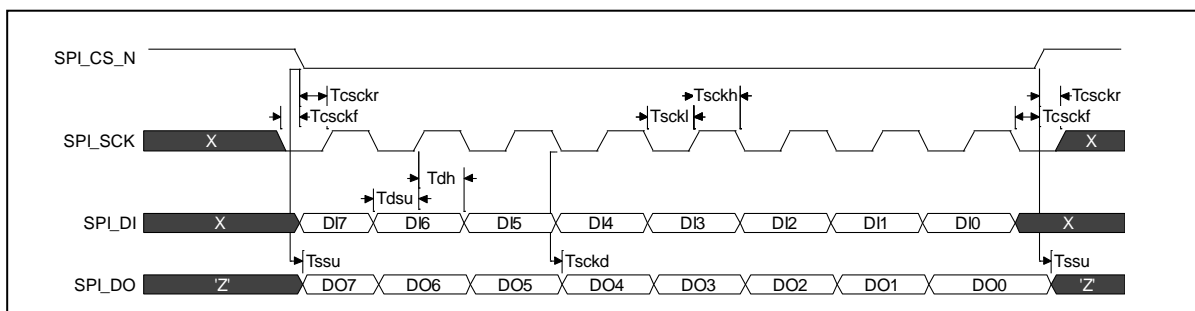 SPI_CS_N
Tcsckr
Tcsckf
Tsckh
Tsckl
Tcsckr
Tcsckf
SPI_SCK
X
X
Tdh
Tdsu
SPI_DI
X
DI7
DI6
DI5
DI4
DI3
DI2
DI1
DI0
X
Tssu
Tsckd
Tssu
SPI_DO
'Z'
DO7
DO6
DO5
DO4
DO3
DO2
DO1
DO0
'Z'